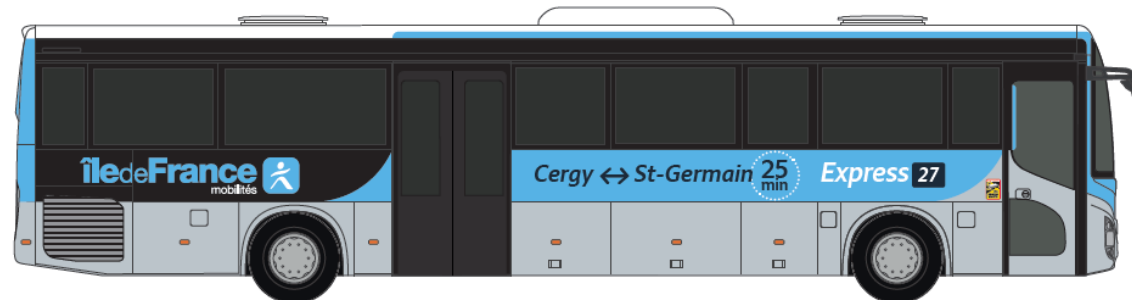 îledeFrance
mobilités
Cergy ↔ St-Germain 25 min
Express 27